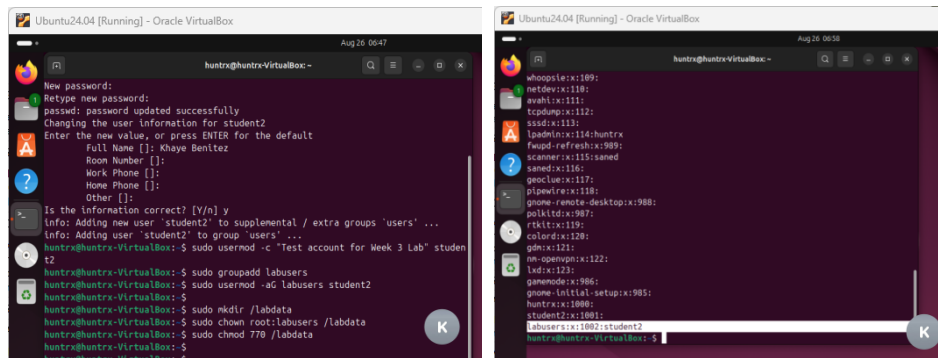 Ubuntu24.04 [Running] - Oracle VirtualBox
Aug 26 06:47
huntrx@huntrx-VirtualBox: ~
New password:
Retype new password:
passwd: password updated successfully
Changing the user information for student2
Enter the new value, or press ENTER for the default
Full Name []: Khaye Benitez
Room Number []:
Work Phone []:
Home Phone []:
Other []:
Is the information correct? [Y/n] y
info: Adding new user `student2' to supplemental / extra groups `users' ...
info: Adding user `student2' to group `users' ...
huntrx@huntrx-VirtualBox:~$ sudo usermod -c "Test account for Week 3 Lab" studen
t2
huntrx@huntrx-VirtualBox:~$ sudo groupadd labusers
huntrx@huntrx-VirtualBox:~$ sudo usermod -aG labusers student2
huntrx@huntrx-VirtualBox:~$
huntrx@huntrx-VirtualBox:~$ sudo mkdir /labdata
huntrx@huntrx-VirtualBox:~$ sudo chown root:labusers /labdata
huntrx@huntrx-VirtualBox:~$ sudo chmod 770 /labdata
huntrx@huntrx-VirtualBox:~$
K
Ubuntu24.04 [Running] - Oracle VirtualBox
Aug 26 06:58
huntrx@huntrx-VirtualBox: ~
whoopsie:x:109:
netdev:x:110:
avahi:x:111:
tcpdump:x:112:
sssd:x:113:
lpadmin:x:114:huntrx
fwupd-refresh:x:989:
scanner:x:115:saned
saned:x:116:
geoclue:x:117:
pipewire:x:118:
gnome-remote-desktop:x:988:
polkitd:x:987:
rtkit:x:119:
colord:x:120:
gdm:x:121:
nm-openvpn:x:122:
lxd:x:123:
gamemode:x:986:
gnome-initial-setup:x:985:
huntrx:x:1000:
student2:x:1001:
labusers:x:1002:student2
huntrx@huntrx-VirtualBox:~$
K